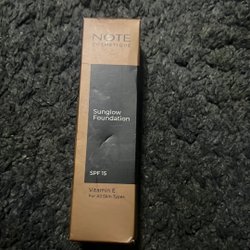 NOTE
COSMETIQUE
Sunglow
Foundation
SPF 15
Vitamin E
For All Skin Types